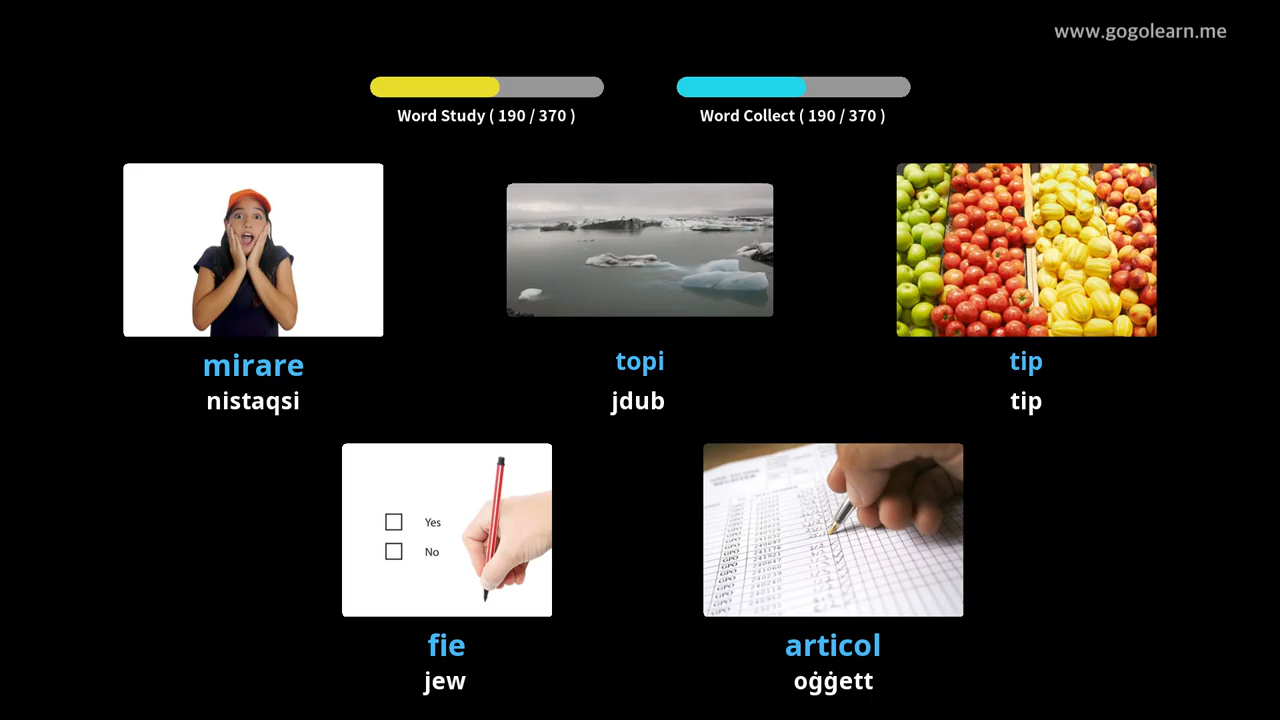 www.gogolearn.me
Word Study ( 190 / 370 )
Word Collect ( 190 / 370 )
mirare
nistaqsi
topi
jdub
tip
tip
Yes
No
fie
jew
articol
oġġett